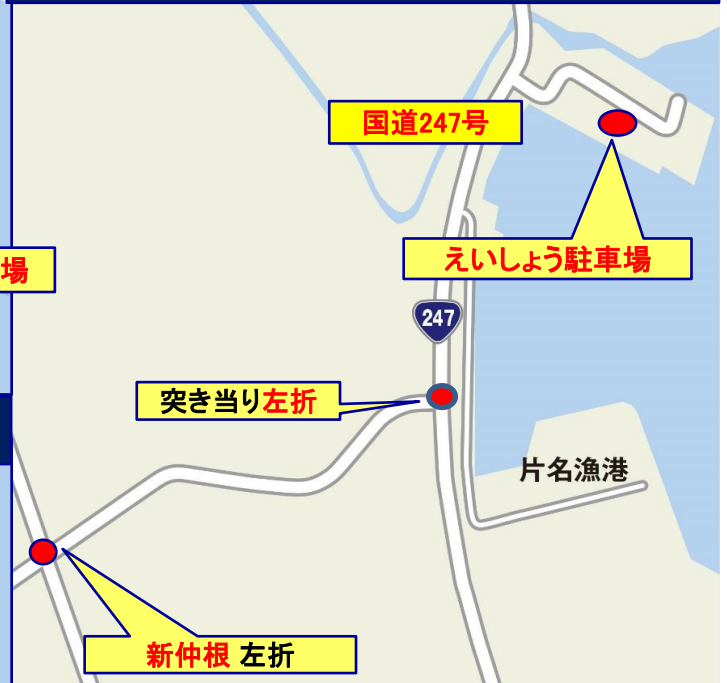 国道247号
えいしょう駐車場
場
247
突き当り左折
片名漁港
新仲根 左折